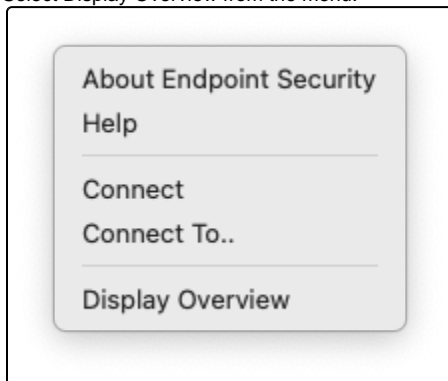 Select Display Overview from the menu.
About Endpoint Security
Help
Connect
Connect To..
Display Overview